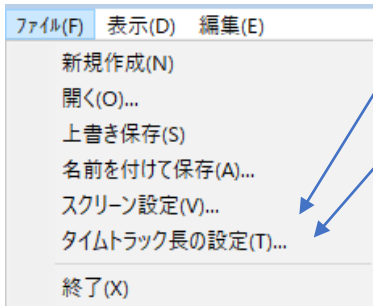 ファイル(F) 表示(D) 編集(E)
新規作成(N)
開く(O)...
上書き保存(S)
名前を付けて保存(A)...
スクリーン設定(V)...
タイムトラック長の設定(T)...
終了(X)